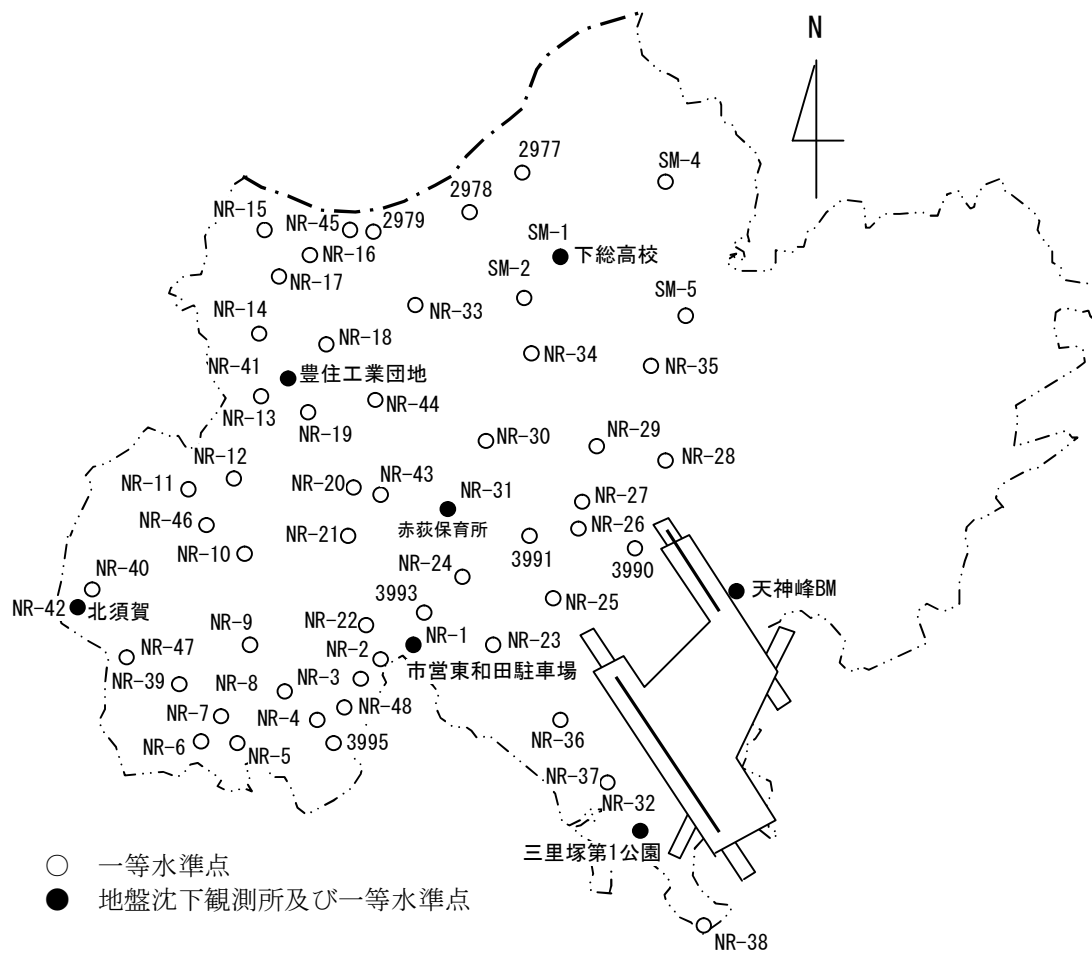 N
2977
SM-4
2978
NR-15
NR-45
2979
SM-1
下総高校
NR-16
NR-17
SM-2
SM-5
NR-33
NR-14
NR-18
NR-34
NR-35
NR-41
豊住工業団地
NR-13
NR-44
NR-19
NR-30
NR-29
NR-28
NR-12
NR-11
NR-20
NR-43
NR-31
NR-27
NR-46
赤荻保育所
NR-26
NR-21
NR-10
3991
3990
NR-24
NR-40
天神峰BM
NR-42
北須賀
3993
NR-25
NR-22
NR-9
NR-1
NR-23
NR-47
NR-2
市営東和田駐車場
NR-39
NR-8
NR-3
NR-48
NR-7
NR-4
NR-36
NR-6
NR-5
3995
NR-37
NR-32
三里塚第1公園
一等水準点
地盤沈下観測所及び一等水準点
NR-38